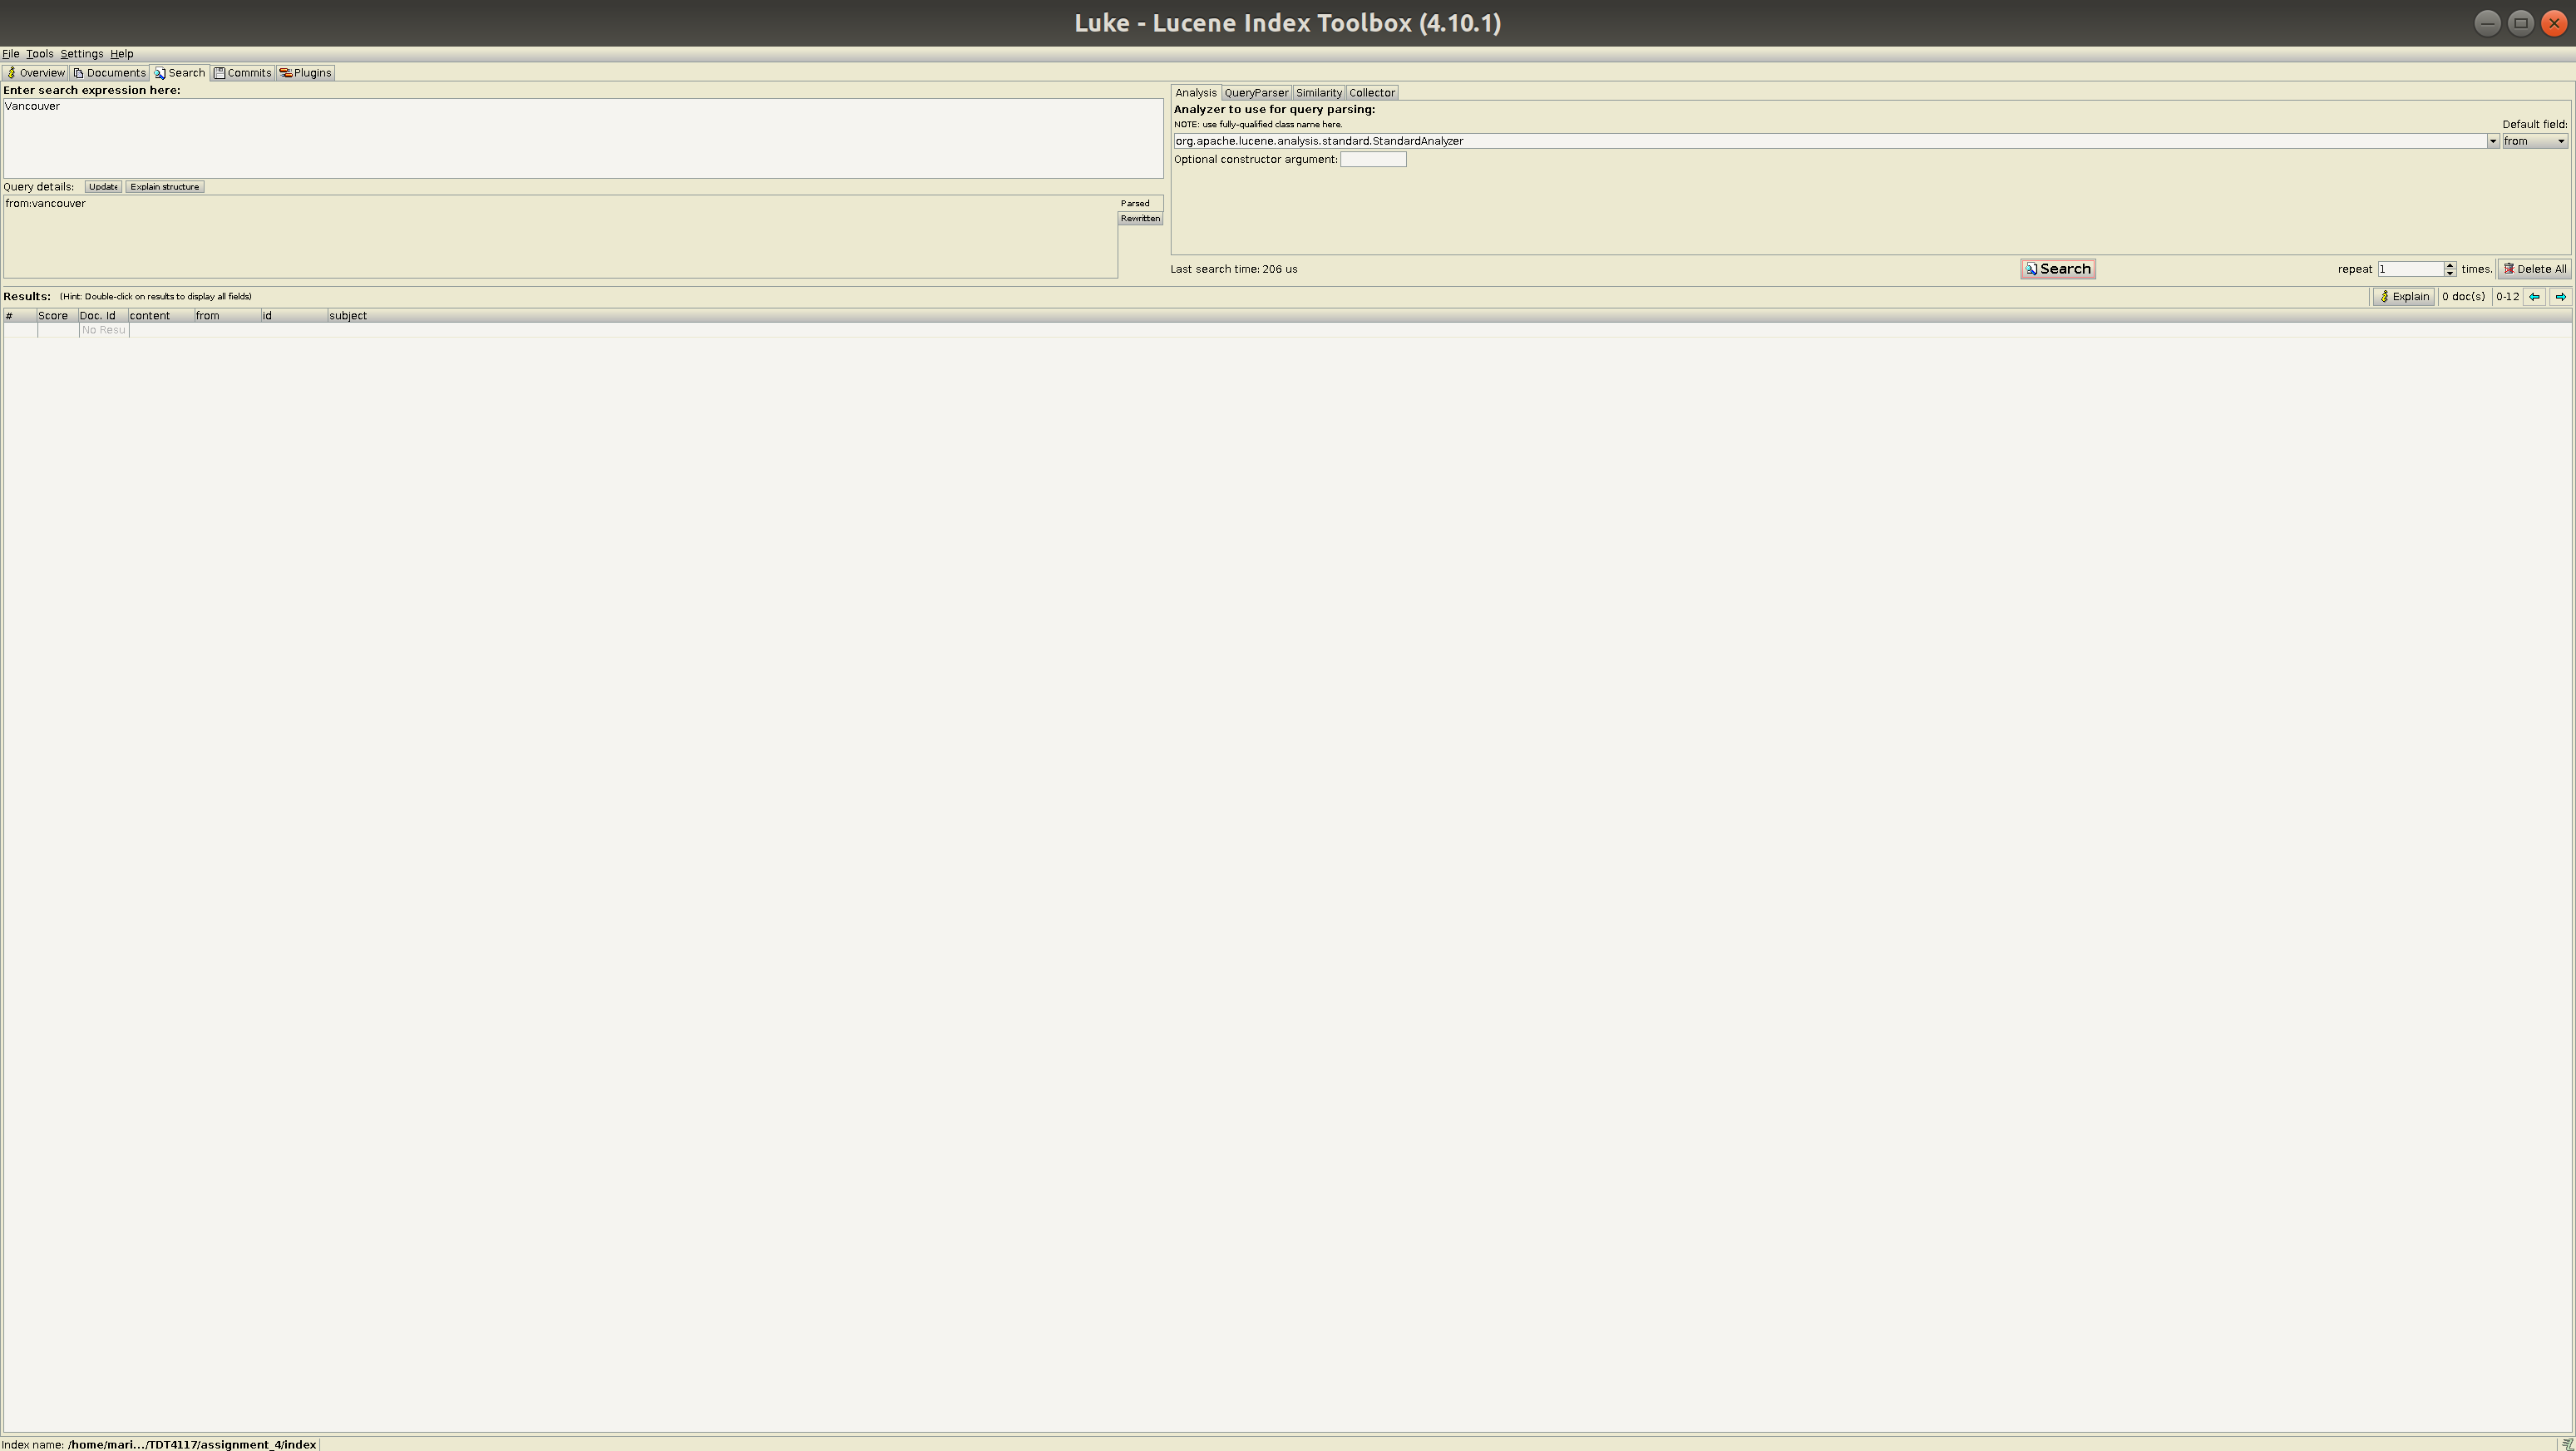 Luke - Lucene Index Toolbox (4.10.1)
File Tools Settings Help
Overview Documents Search Commits Plugins
Enter search expression here:
Vancouver
Query details: Update Explain structure
from:vancouver
Parsed
Rewritten
Analysis QueryParser Similarity Collector
Analyzer to use for query parsing:
NOTE: use fully-qualified class name here.
Default field:
org.apache.lucene.analysis.standard.StandardAnalyzer
from
Optional constructor argument:
Last search time: 206 us
Search
repeat 1 times. Delete All
Results: (Hint: Double-click on results to display all fields)
Explain 0 doc(s) 0-12
# Score Doc. Id content from id subject
No Resu
Index name: /home/mari.../TDT4117/assignment_4/index